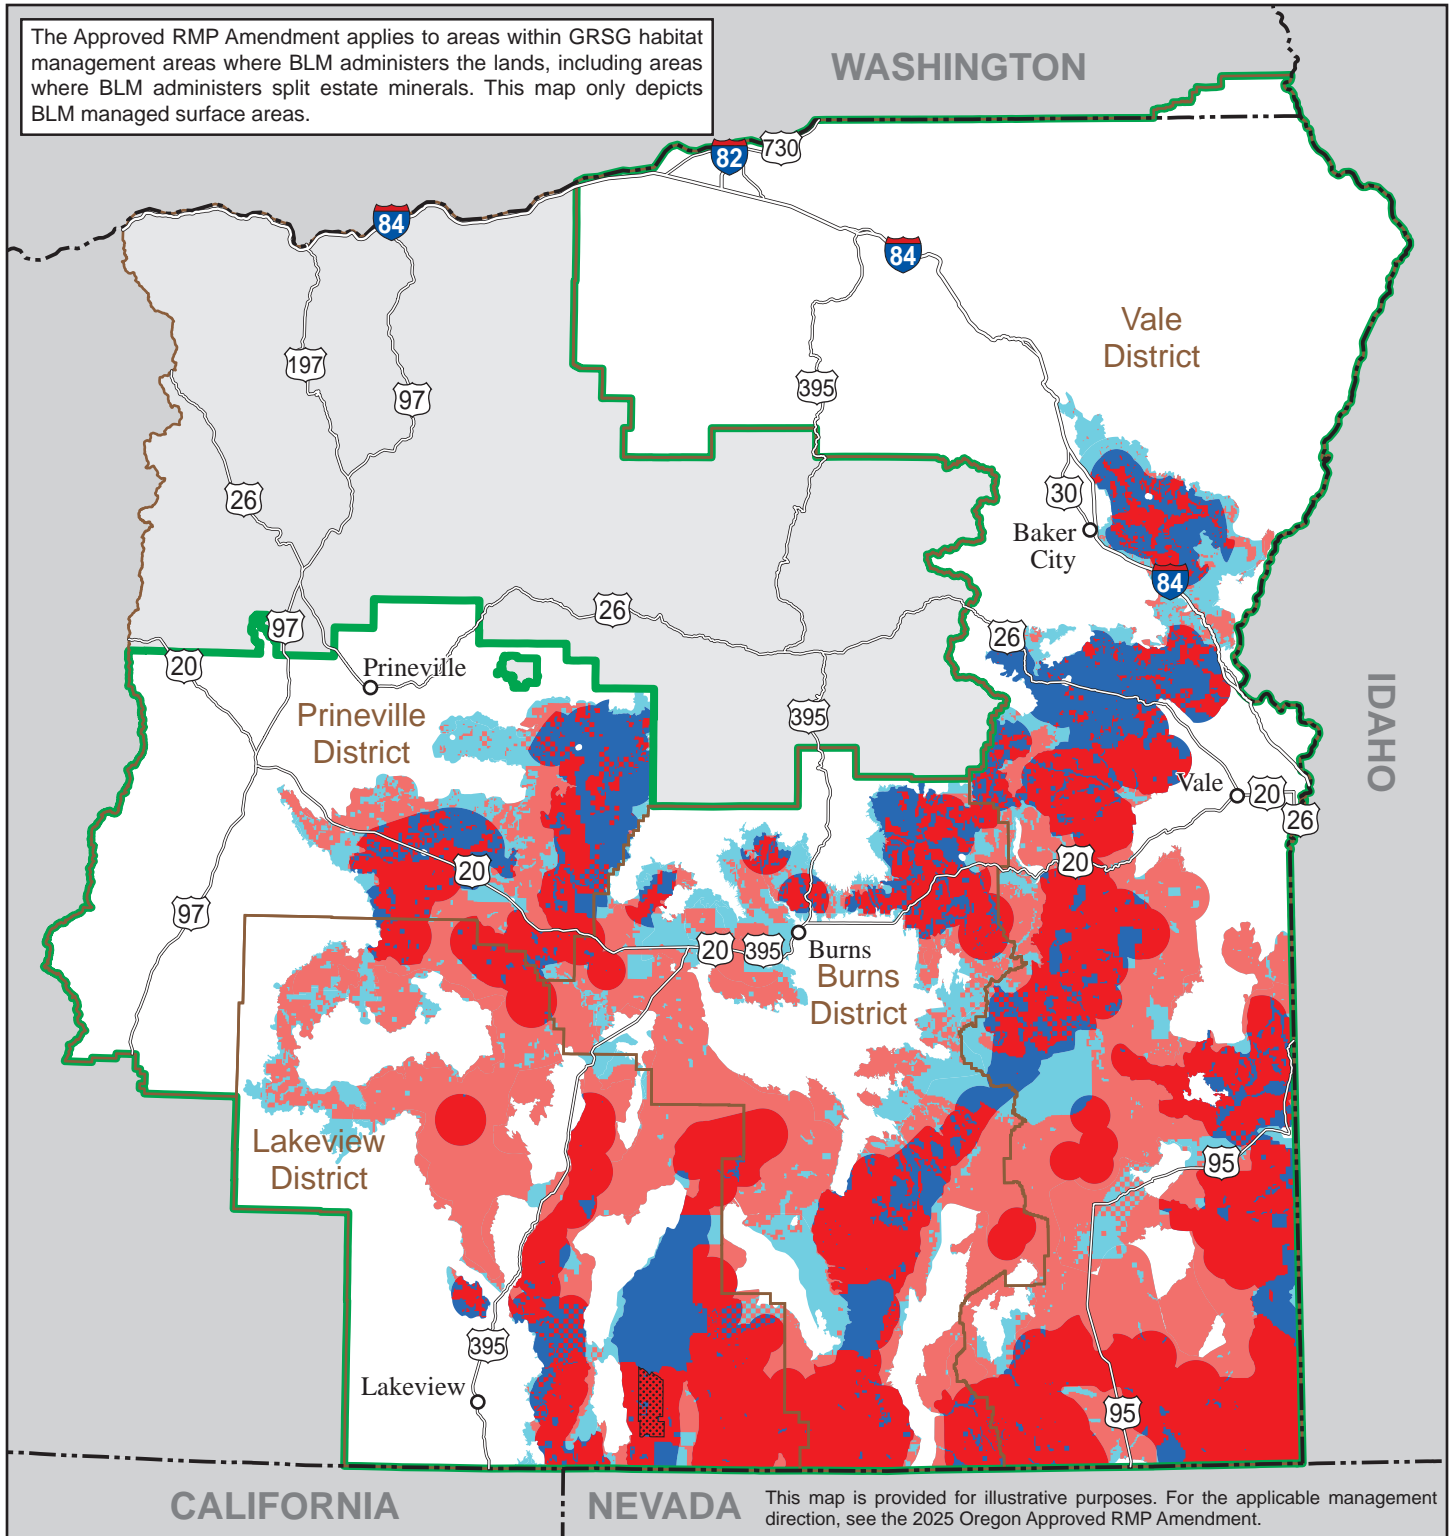 The Approved RMP Amendment applies to areas within GRSG habitat
management areas where BLM administers the lands, including areas
where BLM administers split estate minerals. This map only depicts
BLM managed surface areas.
WASHINGTON
82
730
84
84
Vale
District
197
97
395
26
30
Baker
City
84
97
26
26
20
Prineville
Prineville
District
395
IDAHO
Vale
20
26
20
20
97
20
395
Burns
Burns
District
Lakeview
District
95
395
Lakeview
95
CALIFORNIA
NEVADA
This map is provided for illustrative purposes. For the applicable management
direction, see the 2025 Oregon Approved RMP Amendment.